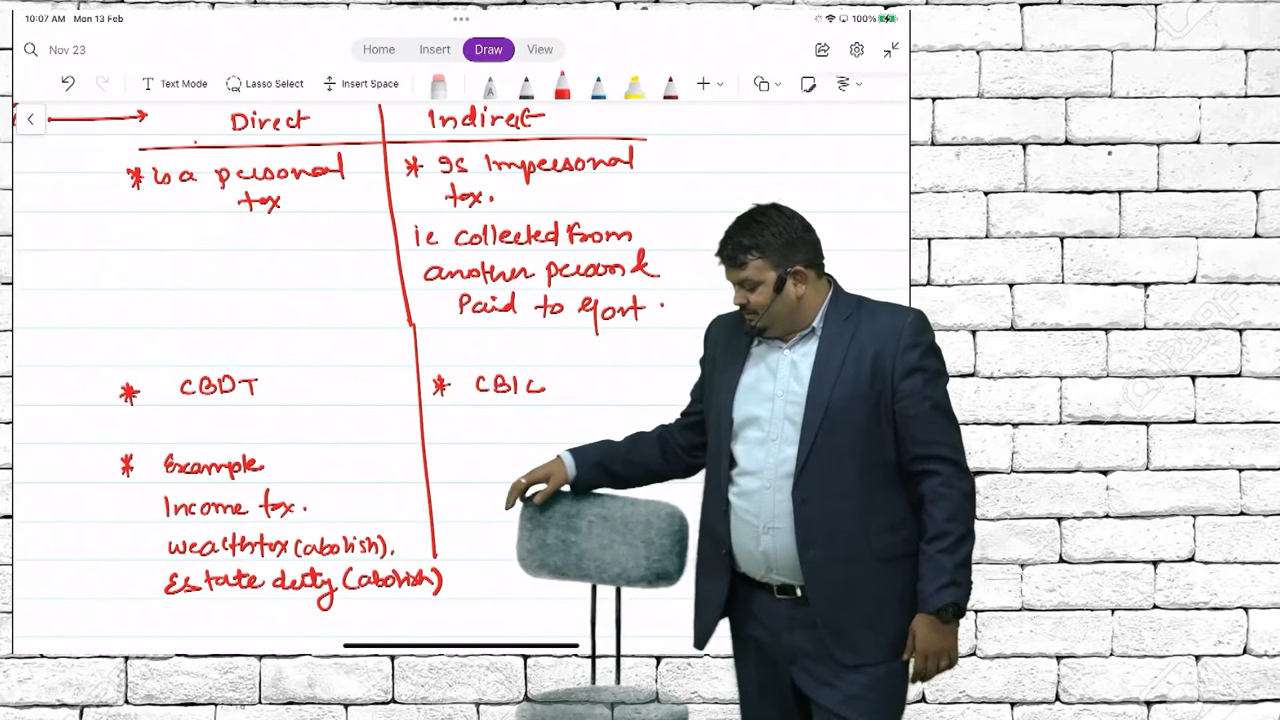 10:07 AM Mon 13 Feb
100%
Nov 23
Home Insert Draw View
Text Mode Lasso Select Insert Space
Direct Indirect
* is a personal
tax
* Is Impersonal
tax.
ie collected from
another person &
Paid to Govt.
* CBDT
* CBIC
* Example
Income tax.
wealth tax (abolish).
Estate duty (abolish)